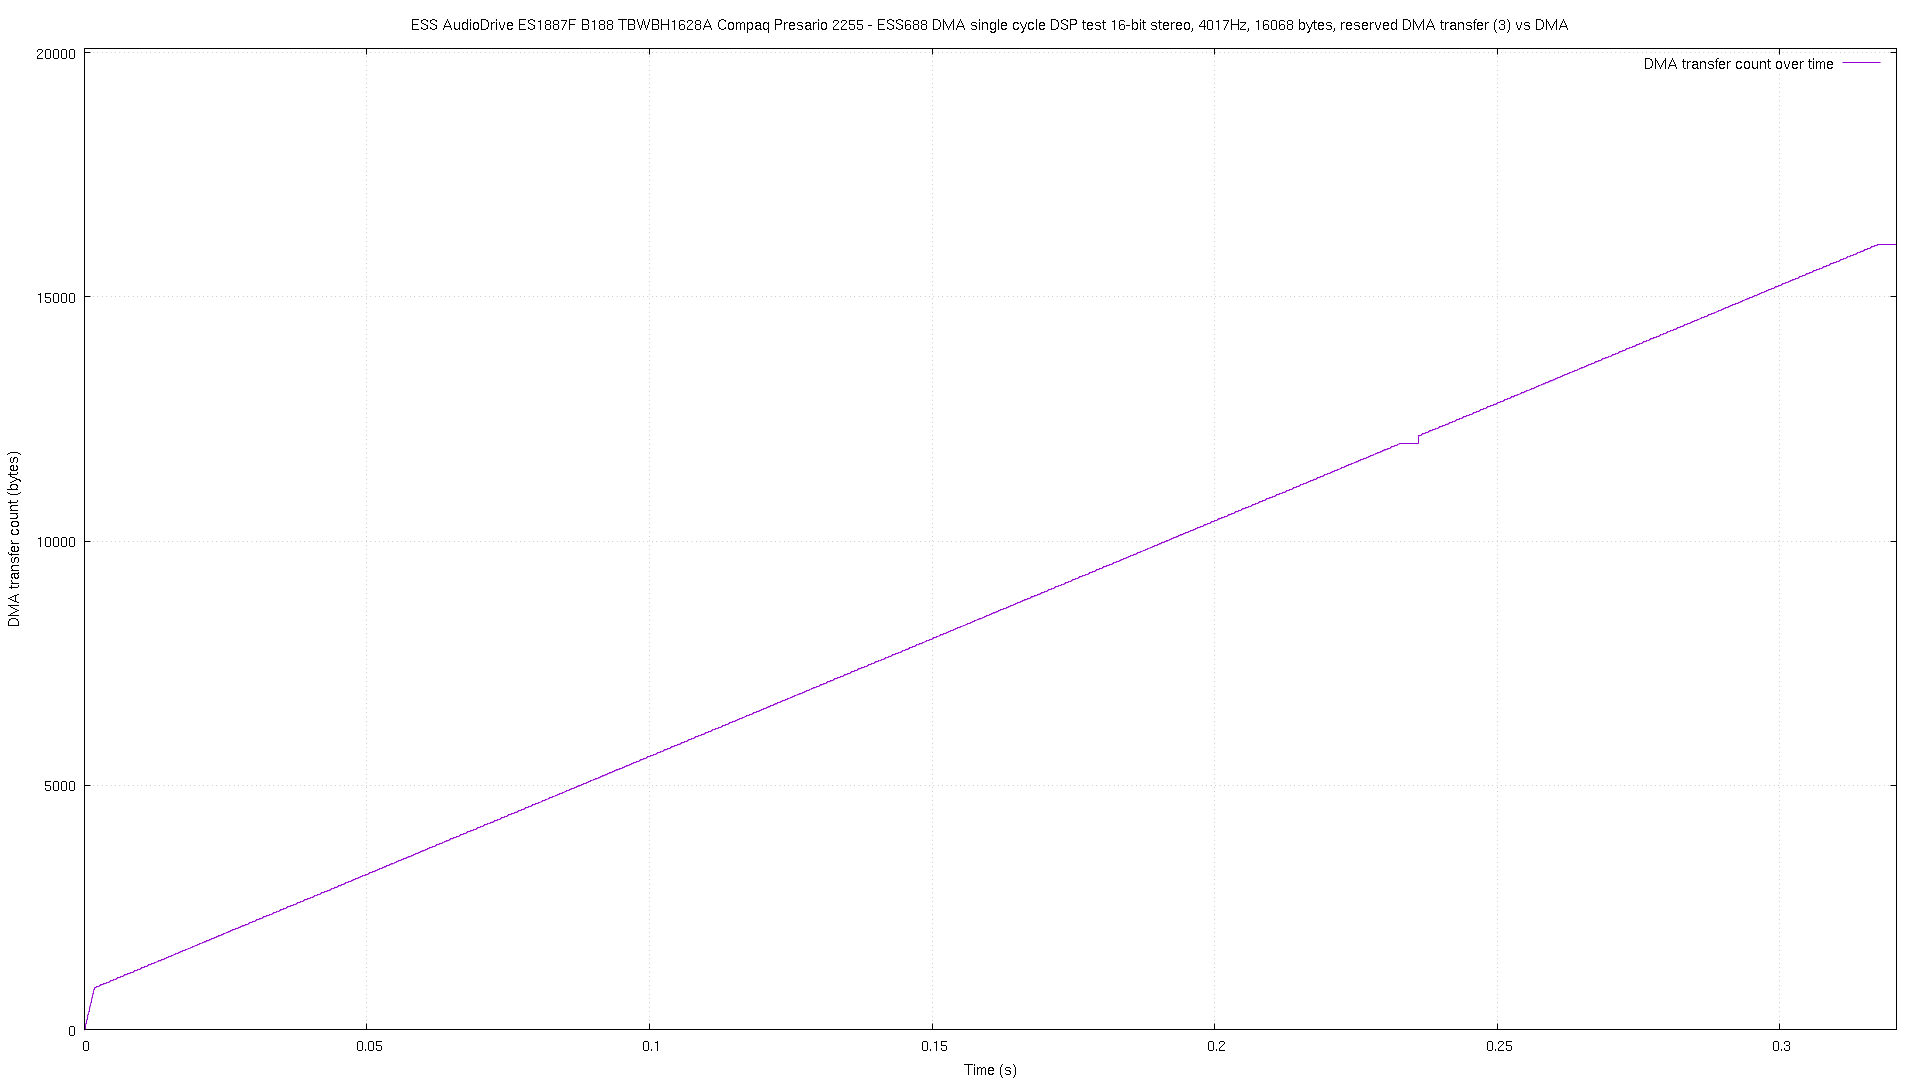 ESS AudioDrive ES1887F B188 TBWBH1628A Compaq Presario 2255 - ESS688 DMA single cycle DSP test 16-bit stereo, 4017Hz, 16068 bytes, reserved DMA transfer (3) vs DMA
DMA transfer count over time
20000
15000
10000
5000
0
DMA transfer count (bytes)
0 0.05 0.1 0.15 0.2 0.25 0.3
Time (s)